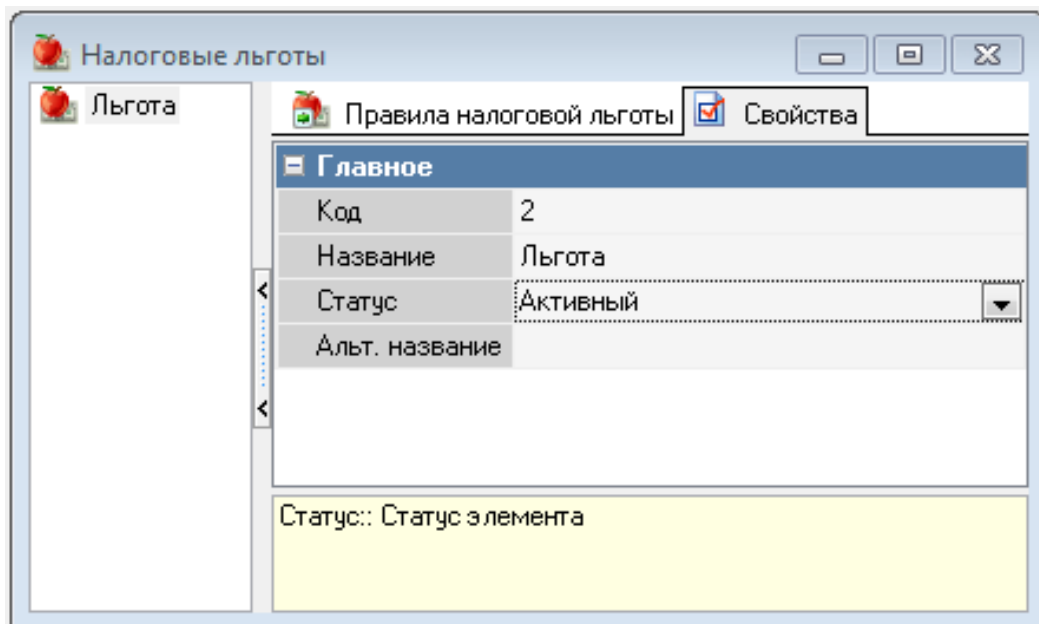 Налоговые льготы
Льгота
Правила налоговой льготы Свойства
Главное
Код 2
Название Льгота
Статус Активный
Альт. название
Статус:: Статус элемента